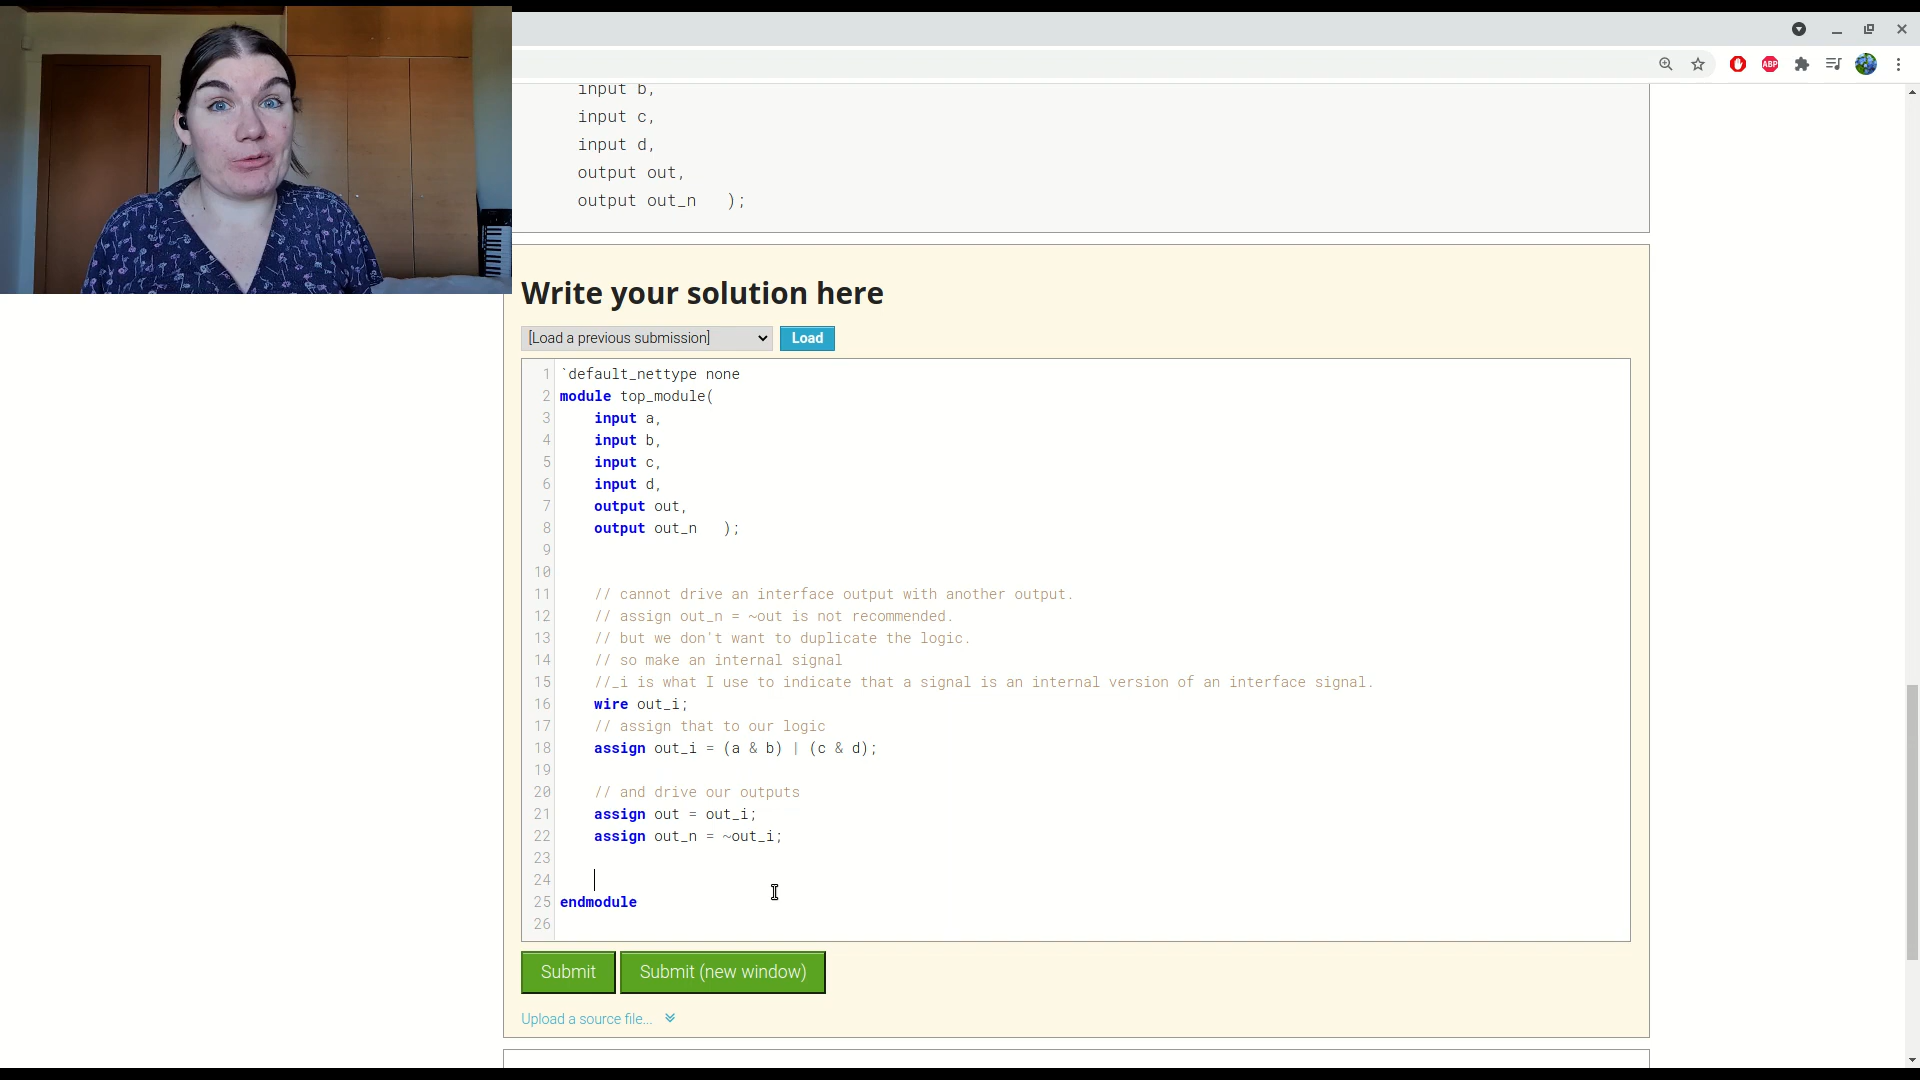 ABP
input b,
input c,
input d,
output out,
output out_n   );
Write your solution here
[Load a previous submission]
Load
1 `default_nettype none
2 module top_module(
3     input a,
4     input b,
5     input c,
6     input d,
7     output out,
8     output out_n   );
9
10
11     // cannot drive an interface output with another output.
12     // assign out_n = ~out is not recommended.
13     // but we don't want to duplicate the logic.
14     // so make an internal signal
15     //_i is what I use to indicate that a signal is an internal version of an interface signal.
16     wire out_i;
17     // assign that to our logic
18     assign out_i = (a & b) | (c & d);
19
20     // and drive our outputs
21     assign out = out_i;
22     assign out_n = ~out_i;
23
24
25 endmodule
26
Submit
Submit (new window)
Upload a source file...